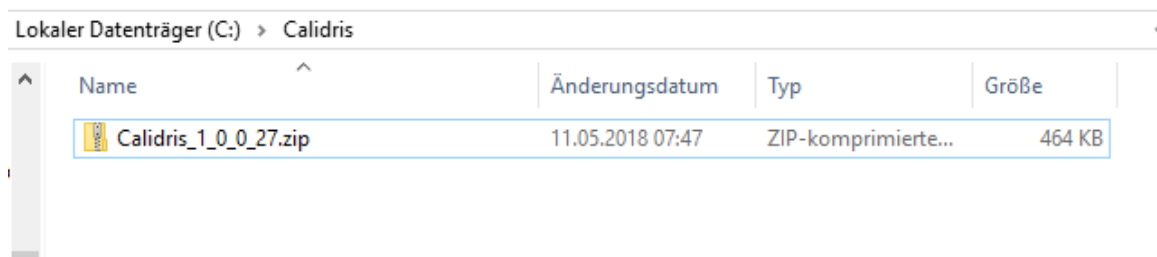 Lokaler Datenträger (C:) > Calidris
Name Änderungsdatum Typ Größe
Calidris_1_0_0_27.zip 11.05.2018 07:47 ZIP-komprimierte... 464 KB